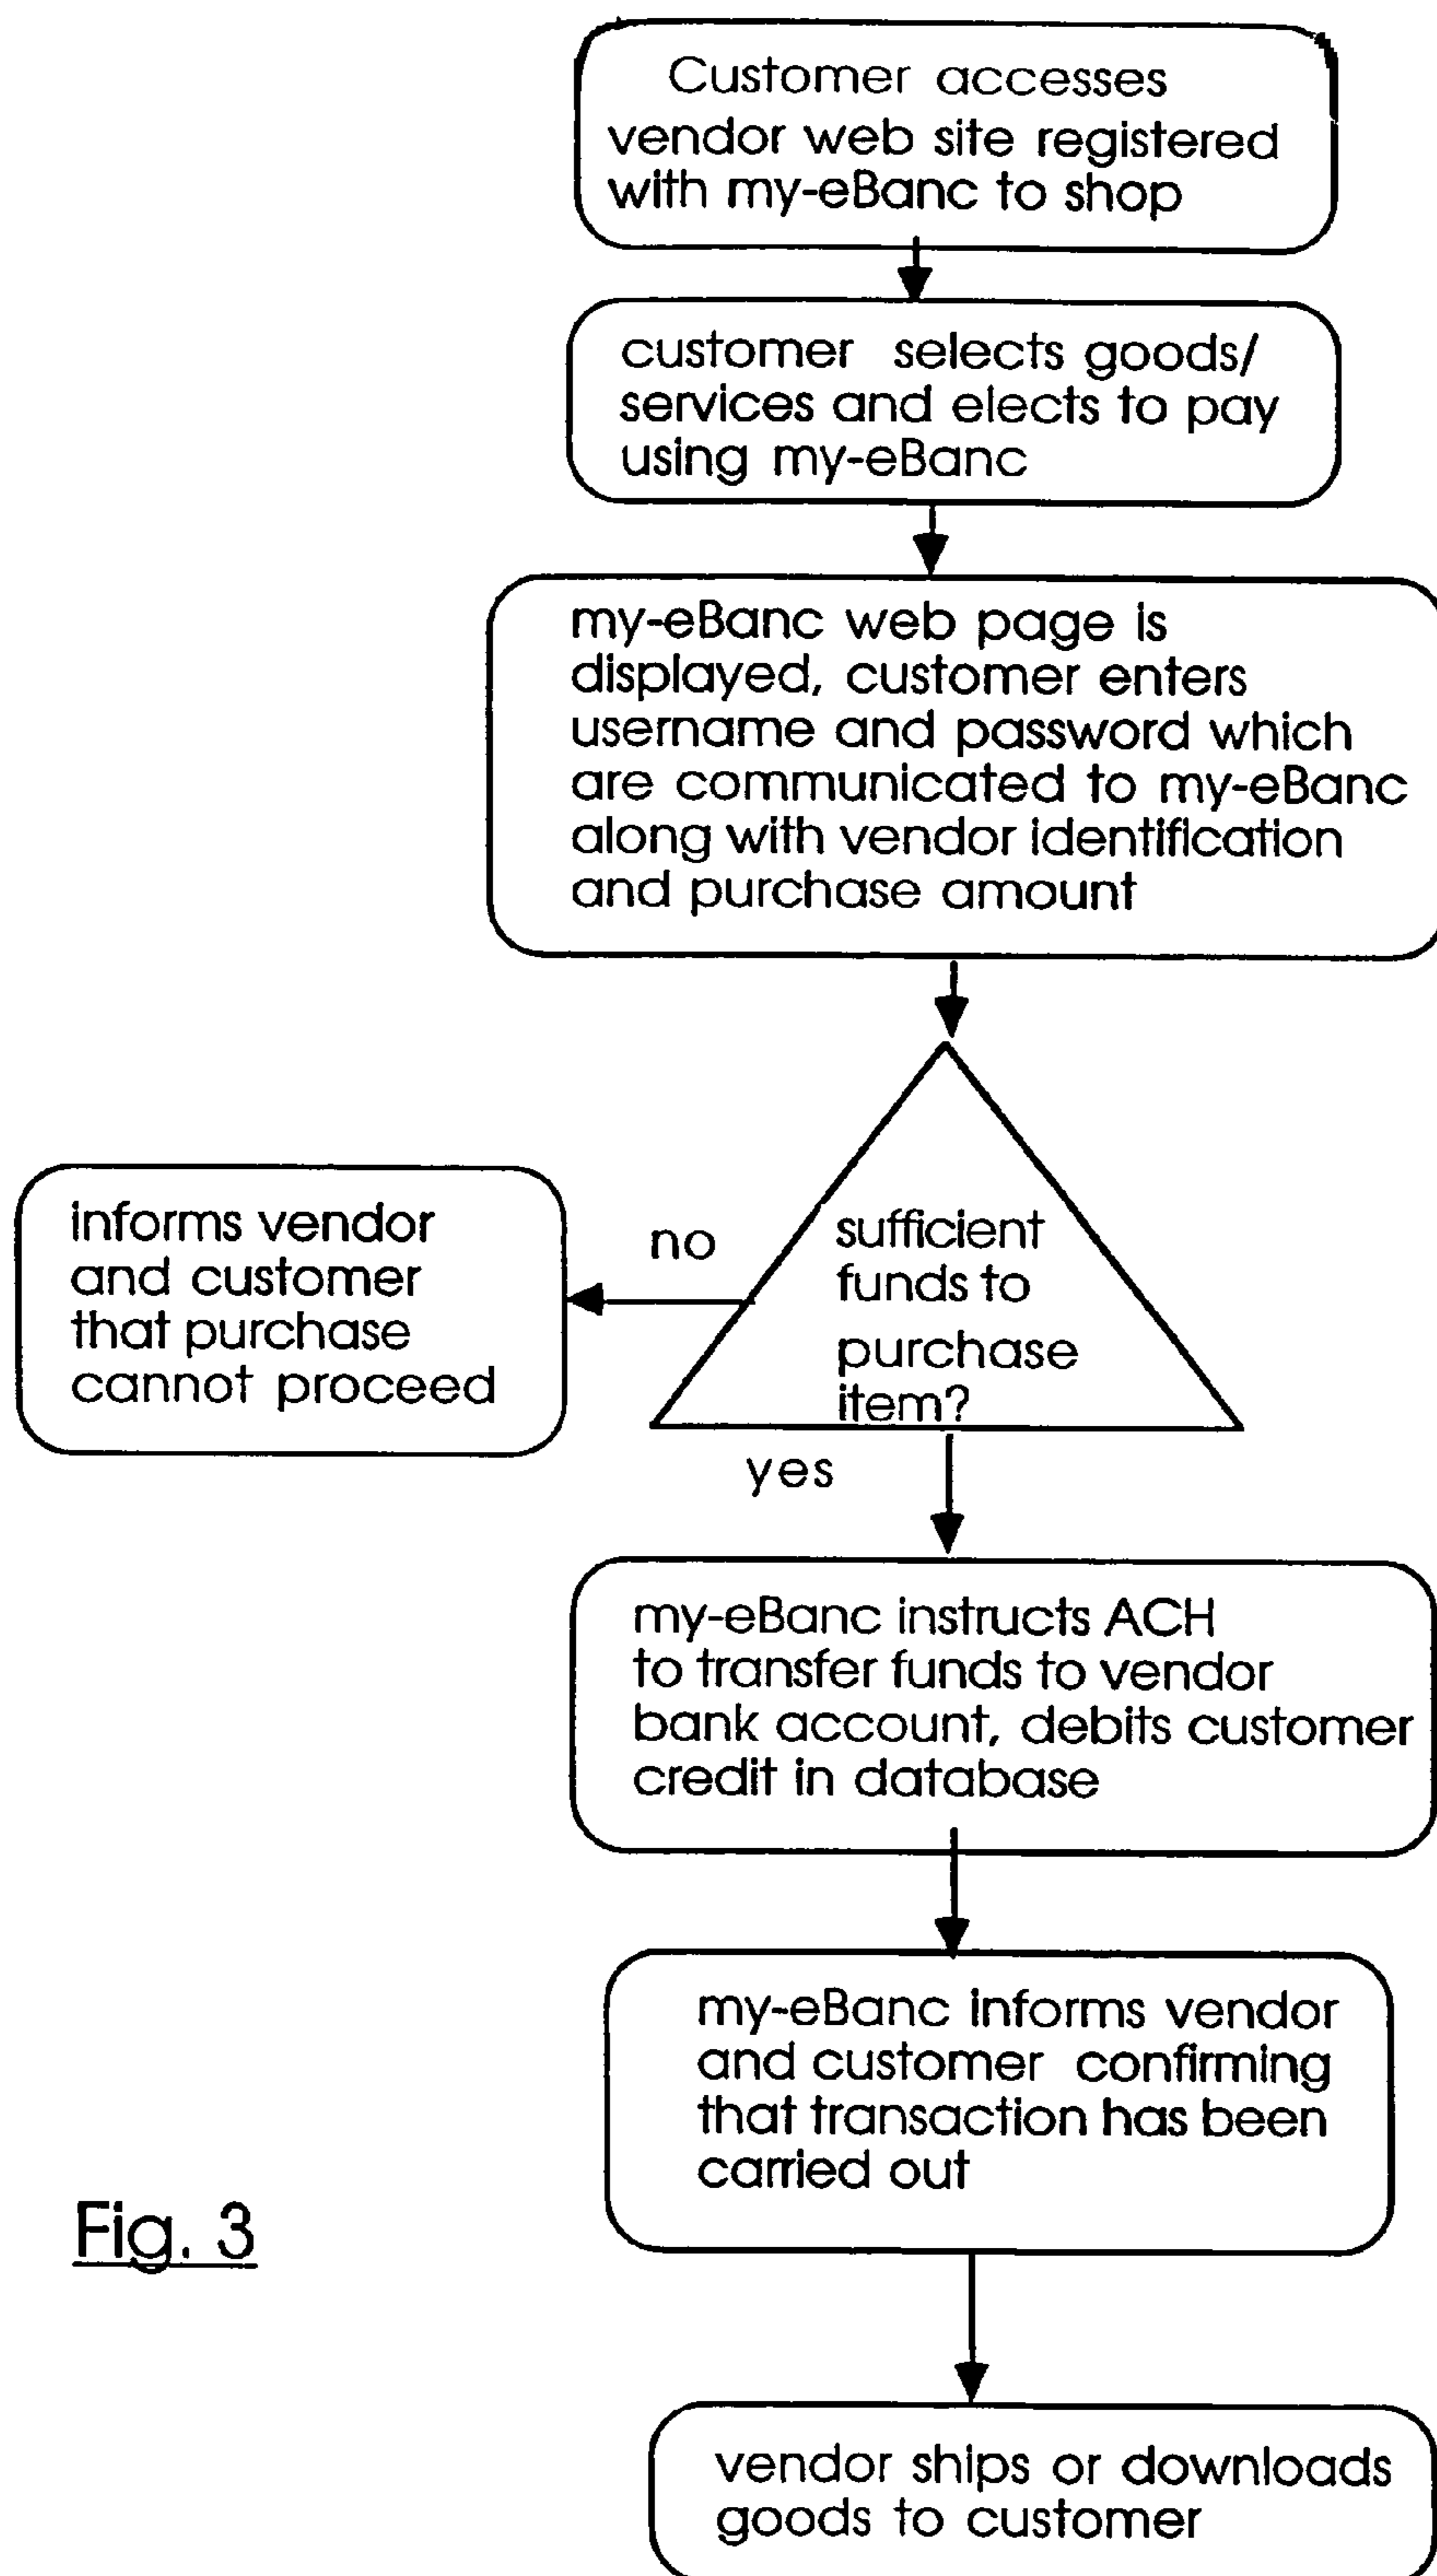 Customer accesses
vendor web site registered
with my-eBanc to shop
customer selects goods/
services and elects to pay
using my-eBanc
my-eBanc web page is
displayed, customer enters
username and password which
are communicated to my-eBanc
along with vendor identification
and purchase amount
sufficient
funds to
purchase
item?
no
informs vendor
and customer
that purchase
cannot proceed
yes
my-eBanc instructs ACH
to transfer funds to vendor
bank account, debits customer
credit in database
my-eBanc informs vendor
and customer confirming
that transaction has been
carried out
vendor ships or downloads
goods to customer
Fig. 3